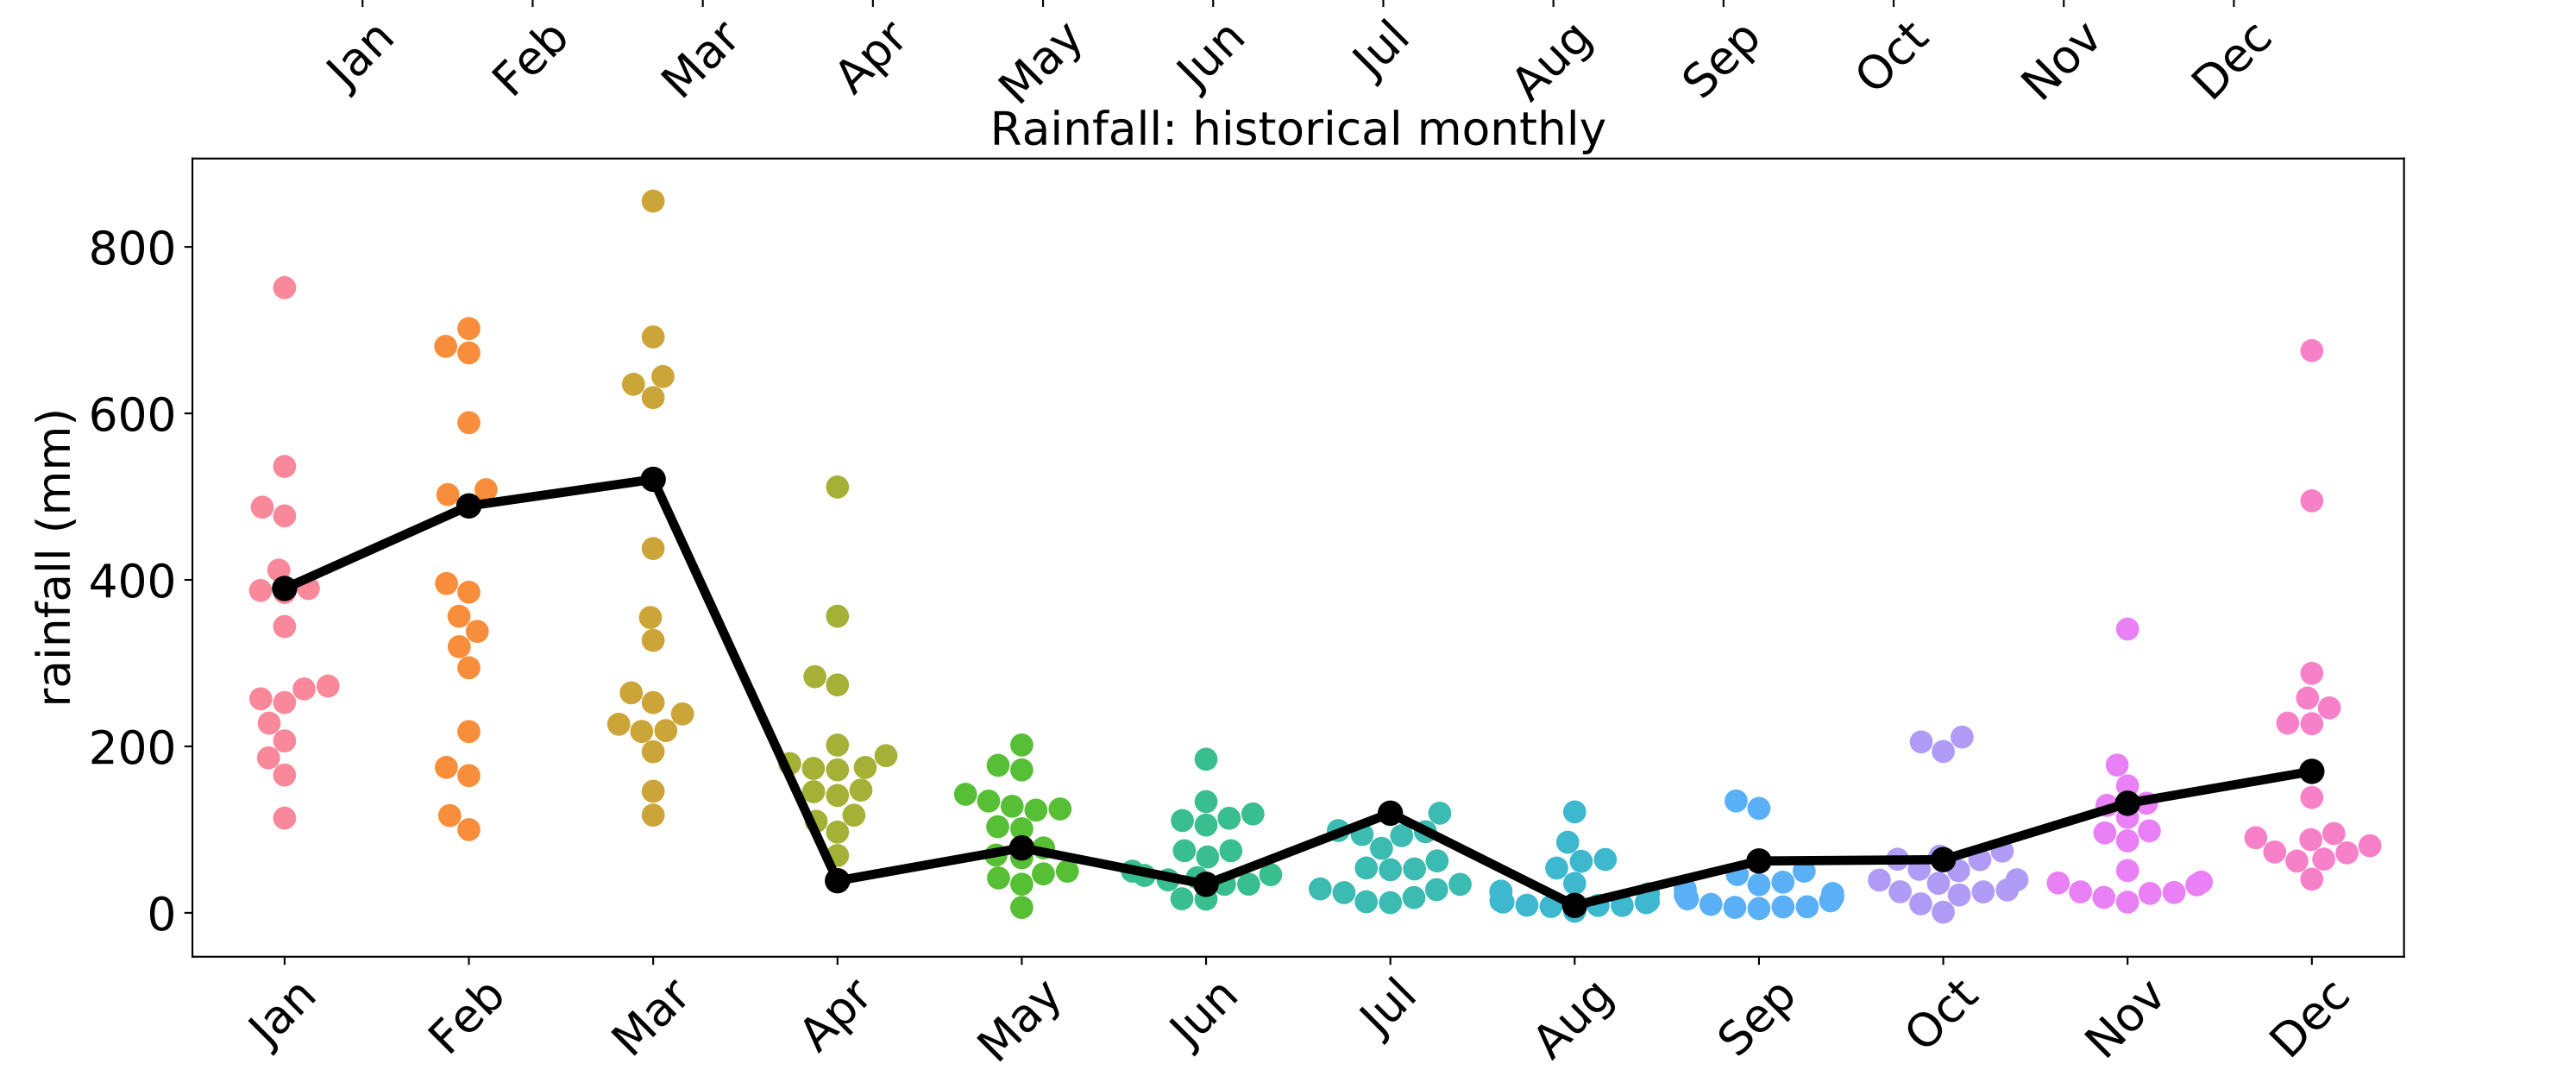 Jan Feb Mar Apr May Jun Jul Aug Sep Oct Nov Dec
Rainfall: historical monthly
rainfall (mm)
800
600
400
200
0
Jan Feb Mar Apr May Jun Jul Aug Sep Oct Nov Dec